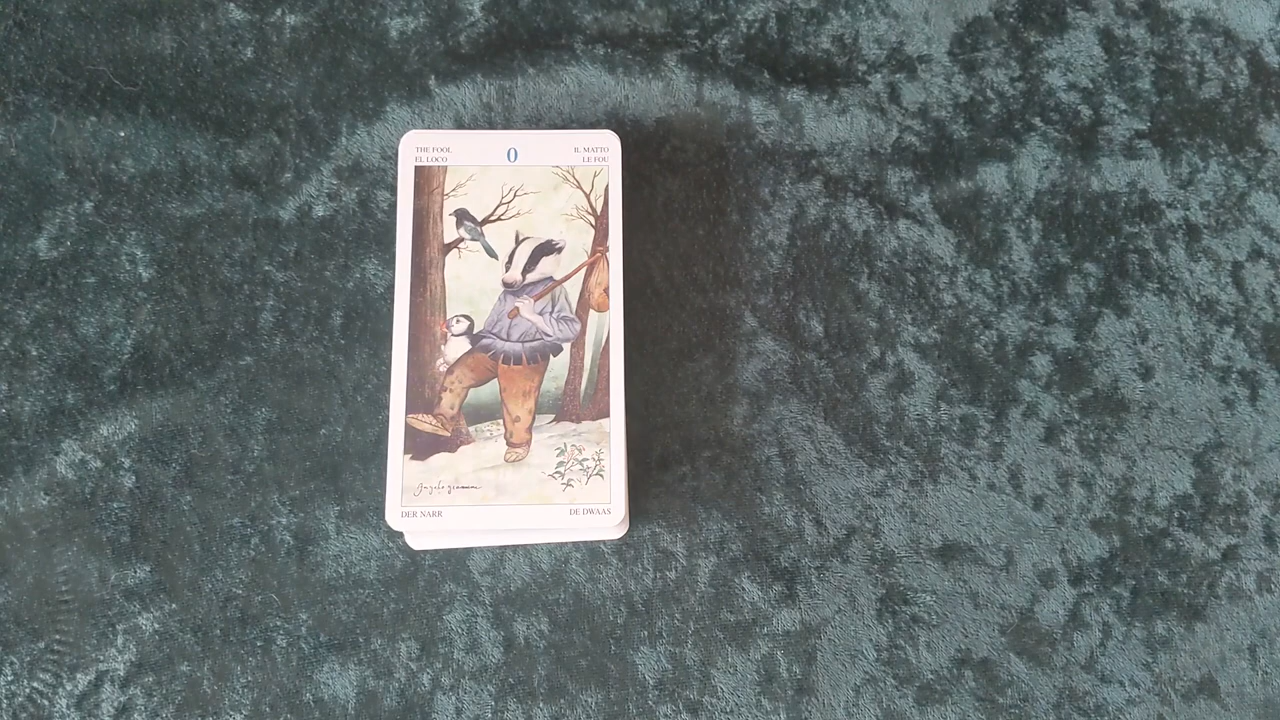 THE FOOL
EL LOCO
0
IL MATTO
LE FOU
DER NARR
DE DWAAS